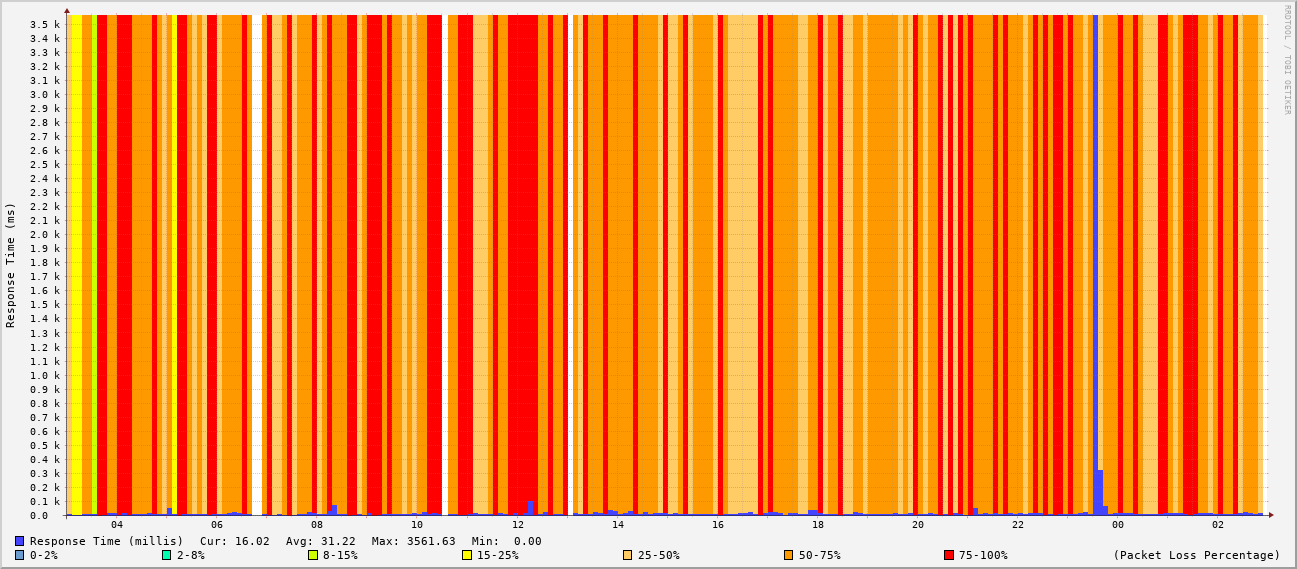 RRDTOOL / TOBI OETIKER
Response Time (ms)
3.5 k
3.4 k
3.3 k
3.2 k
3.1 k
3.0 k
2.9 k
2.8 k
2.7 k
2.6 k
2.5 k
2.4 k
2.3 k
2.2 k
2.1 k
2.0 k
1.9 k
1.8 k
1.7 k
1.6 k
1.5 k
1.4 k
1.3 k
1.2 k
1.1 k
1.0 k
0.9 k
0.8 k
0.7 k
0.6 k
0.5 k
0.4 k
0.3 k
0.2 k
0.1 k
0.0
04 06 08 10 12 14 16 18 20 22 00 02
Response Time (millis) Cur: 16.02 Avg: 31.22 Max: 3561.63 Min: 0.00
0-2% 2-8% 8-15% 15-25% 25-50% 50-75% 75-100% (Packet Loss Percentage)